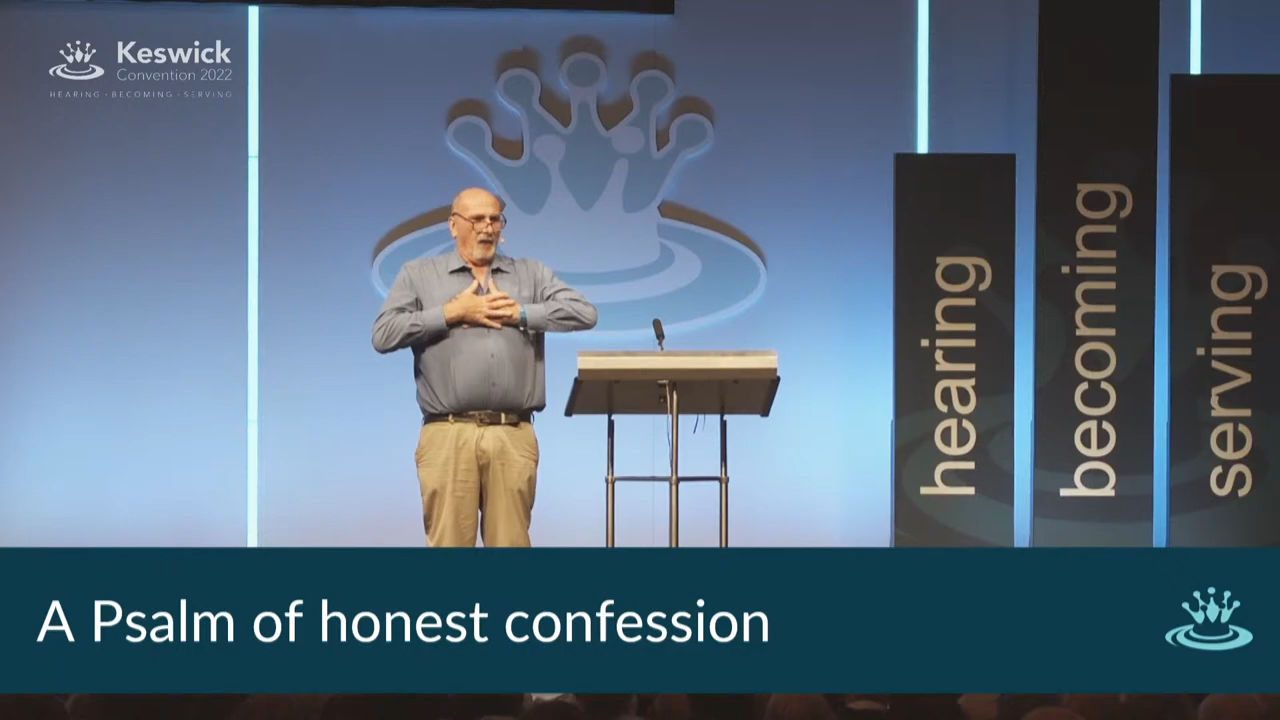 Keswick
Convention 2022
HEARING · BECOMING · SERVING
hearing
becoming
serving
A Psalm of honest confession